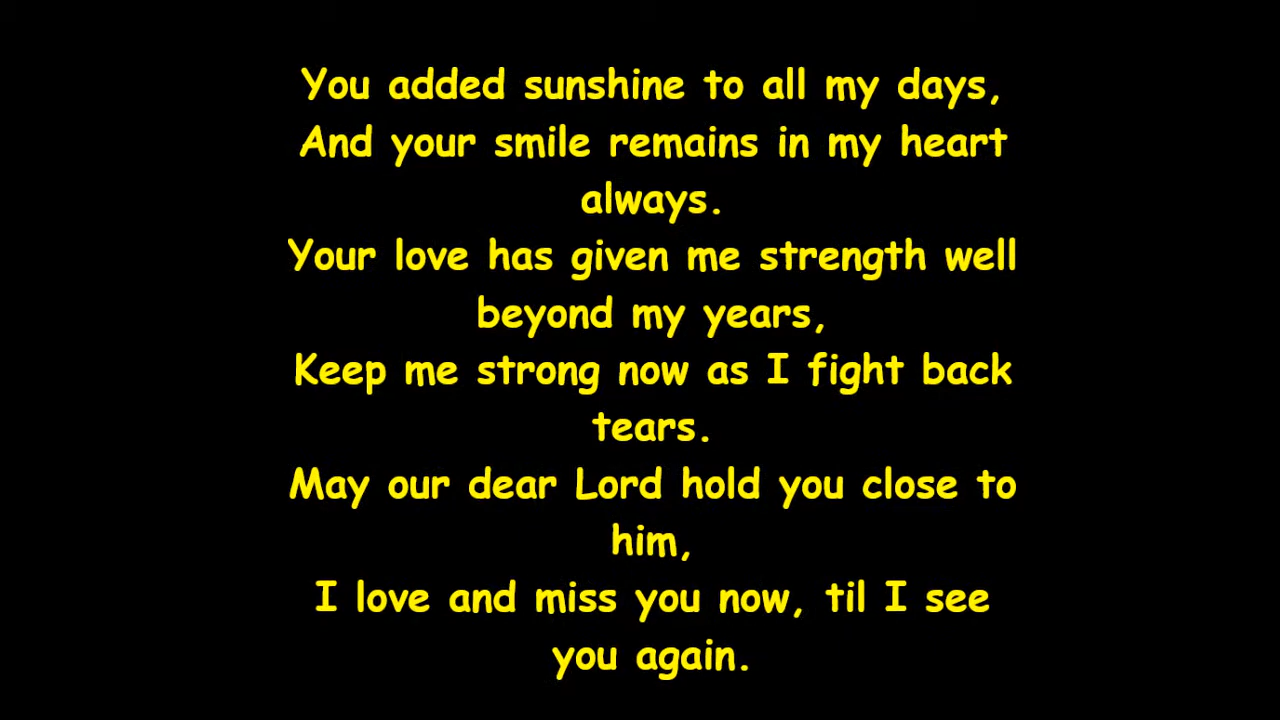 You added sunshine to all my days,
And your smile remains in my heart
always.
Your love has given me strength well
beyond my years,
Keep me strong now as I fight back
tears.
May our dear Lord hold you close to
him,
I love and miss you now, til I see
you again.